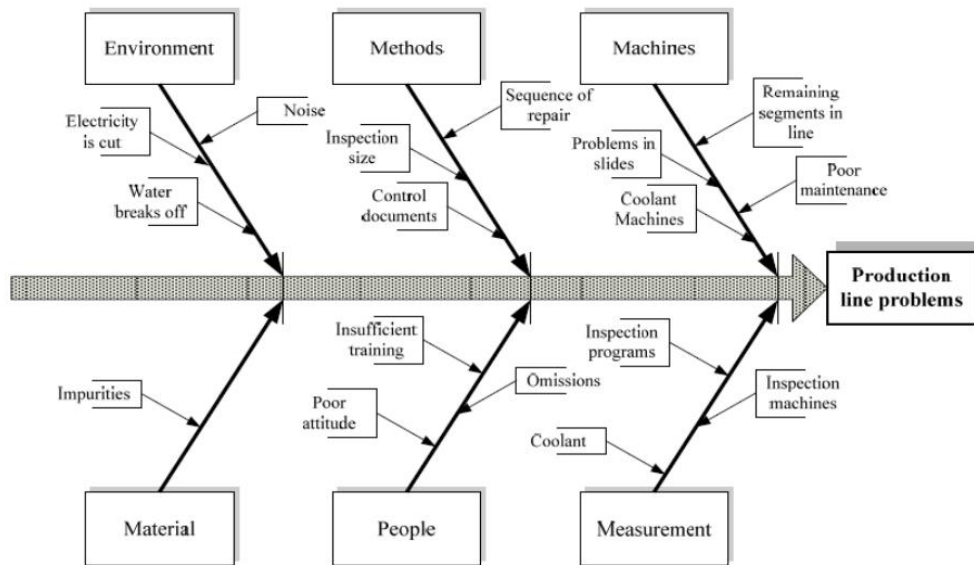 Environment
Methods
Machines
Noise
Electricity
is cut
Water
breaks off
Sequence of
repair
Inspection
size
Control
documents
Remaining
segments in
line
Problems in
slides
Poor
maintenance
Coolant
Machines
Production
line problems
Impurities
Insufficient
training
Omissions
Poor
attitude
Inspection
programs
Inspection
machines
Coolant
Material
People
Measurement